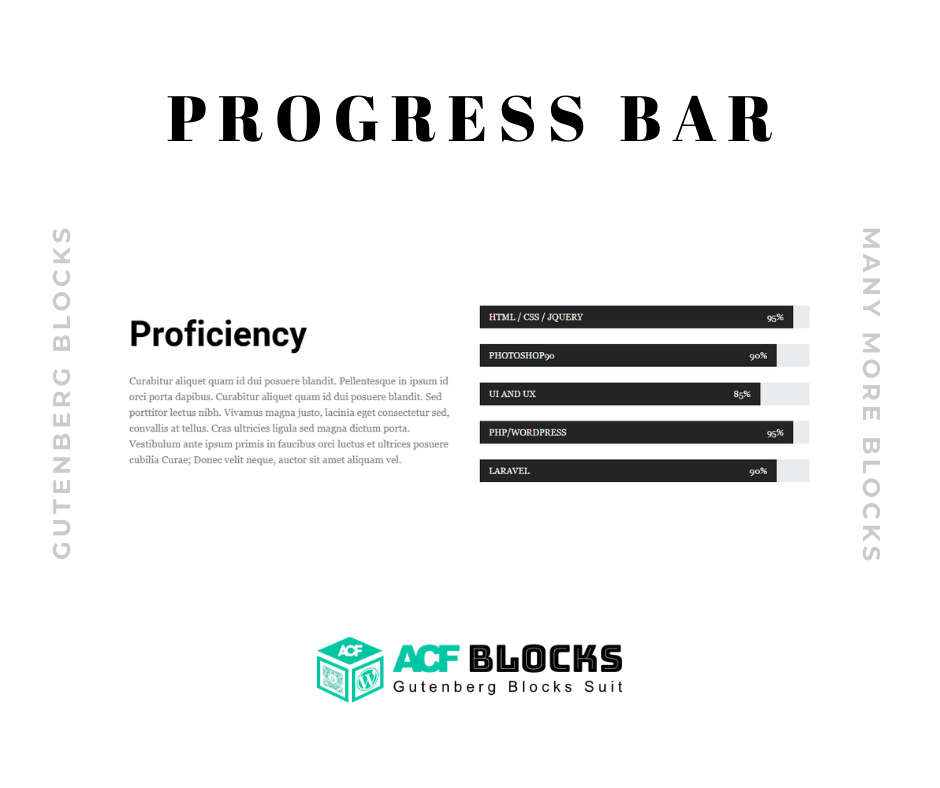 PROGRESS BAR
GUTENBERG BLOCKS
Proficiency
Curabitur aliquet quam id dui posuere blandit. Pellentesque in ipsum id
orci porta dapibus. Curabitur aliquet quam id dui posuere blandit. Sed
porttitor lectus nibh. Vivamus magna justo, lacinia eget consectetur sed,
convallis at tellus. Cras ultricies ligula sed magna dictum porta.
Vestibulum ante ipsum primis in faucibus orci luctus et ultrices posuere
cubilia Curae; Donec velit neque, auctor sit amet aliquam vel.
HTML / CSS / JQUERY 95%
PHOTOSHOP90 90%
UI AND UX 85%
PHP/WORDPRESS 95%
LARAVEL 90%
MANY MORE BLOCKS
ACF
ACF BLOCKS
Gutenberg Blocks Suit